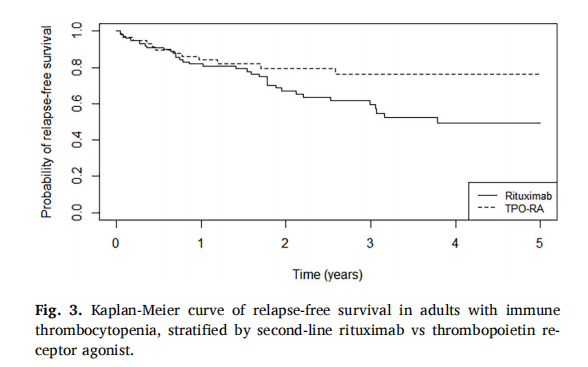 Probability of relapse-free survival
1.0
0.8
0.6
0.4
0.2
0.0
0 1 2 3 4 5
Time (years)
Rituximab
TPO-RA
Fig. 3. Kaplan-Meier curve of relapse-free survival in adults with immune
thrombocytopenia, stratified by second-line rituximab vs thrombopoietin re-
ceptor agonist.